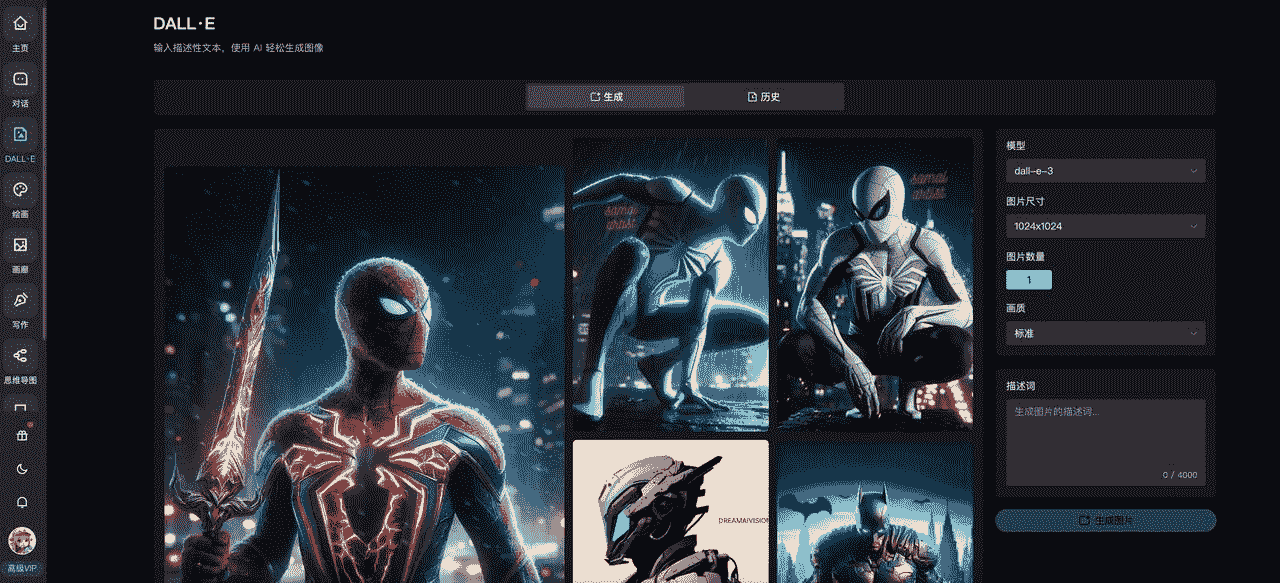 主页
对话
DALL·E
绘画
画廊
写作
思维导图
高级VIP
DALL·E
输入描述性文本，使用 AI 轻松生成图像
生成
历史
samai
artist
samai
artist
DREAMAIVISION
模型
dall-e-3
图片尺寸
1024x1024
图片数量
1
画质
标准
描述词
生成图片的描述词...
0 / 4000
生成图片